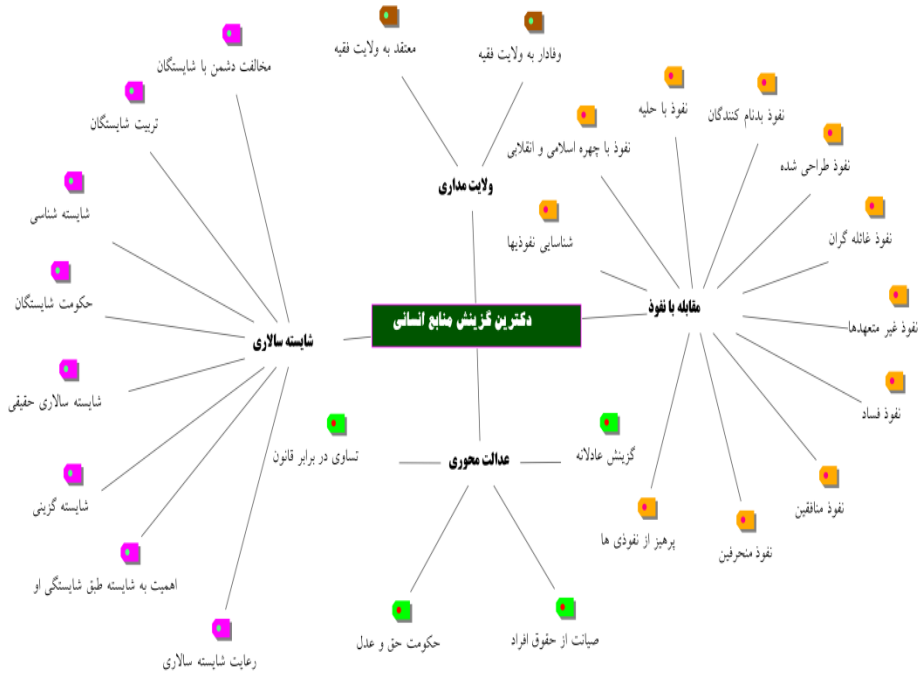 دکترین گزینش منابع انسانی
ولایت مداری
معتقد به ولایت فقیه
وفادار به ولایت فقیه
مقابله با نفوذ
شناسایی نفوذیها
نفوذ با چهره اسلامی و انقلابی
نفوذ با حلیه
نفوذ بدنام کنندگان
نفوذ طراحی شده
نفوذ غائله گران
نفوذ غیر متعهدها
نفوذ فساد
نفوذ منافقین
نفوذ منحرفین
پرهیز از نفوذی ها
عدالت محوری
گزینش عادلانه
صیانت از حقوق افراد
حکومت حق و عدل
تساوی در برابر قانون
شایسته سالاری
مخالفت دشمن با شایستگان
تربیت شایستگان
شایسته شناسی
حکومت شایستگان
شایسته سالاری حقیقی
شایسته گزینی
اهمیت به شایسته طبق شایستگی او
رعایت شایسته سالاری